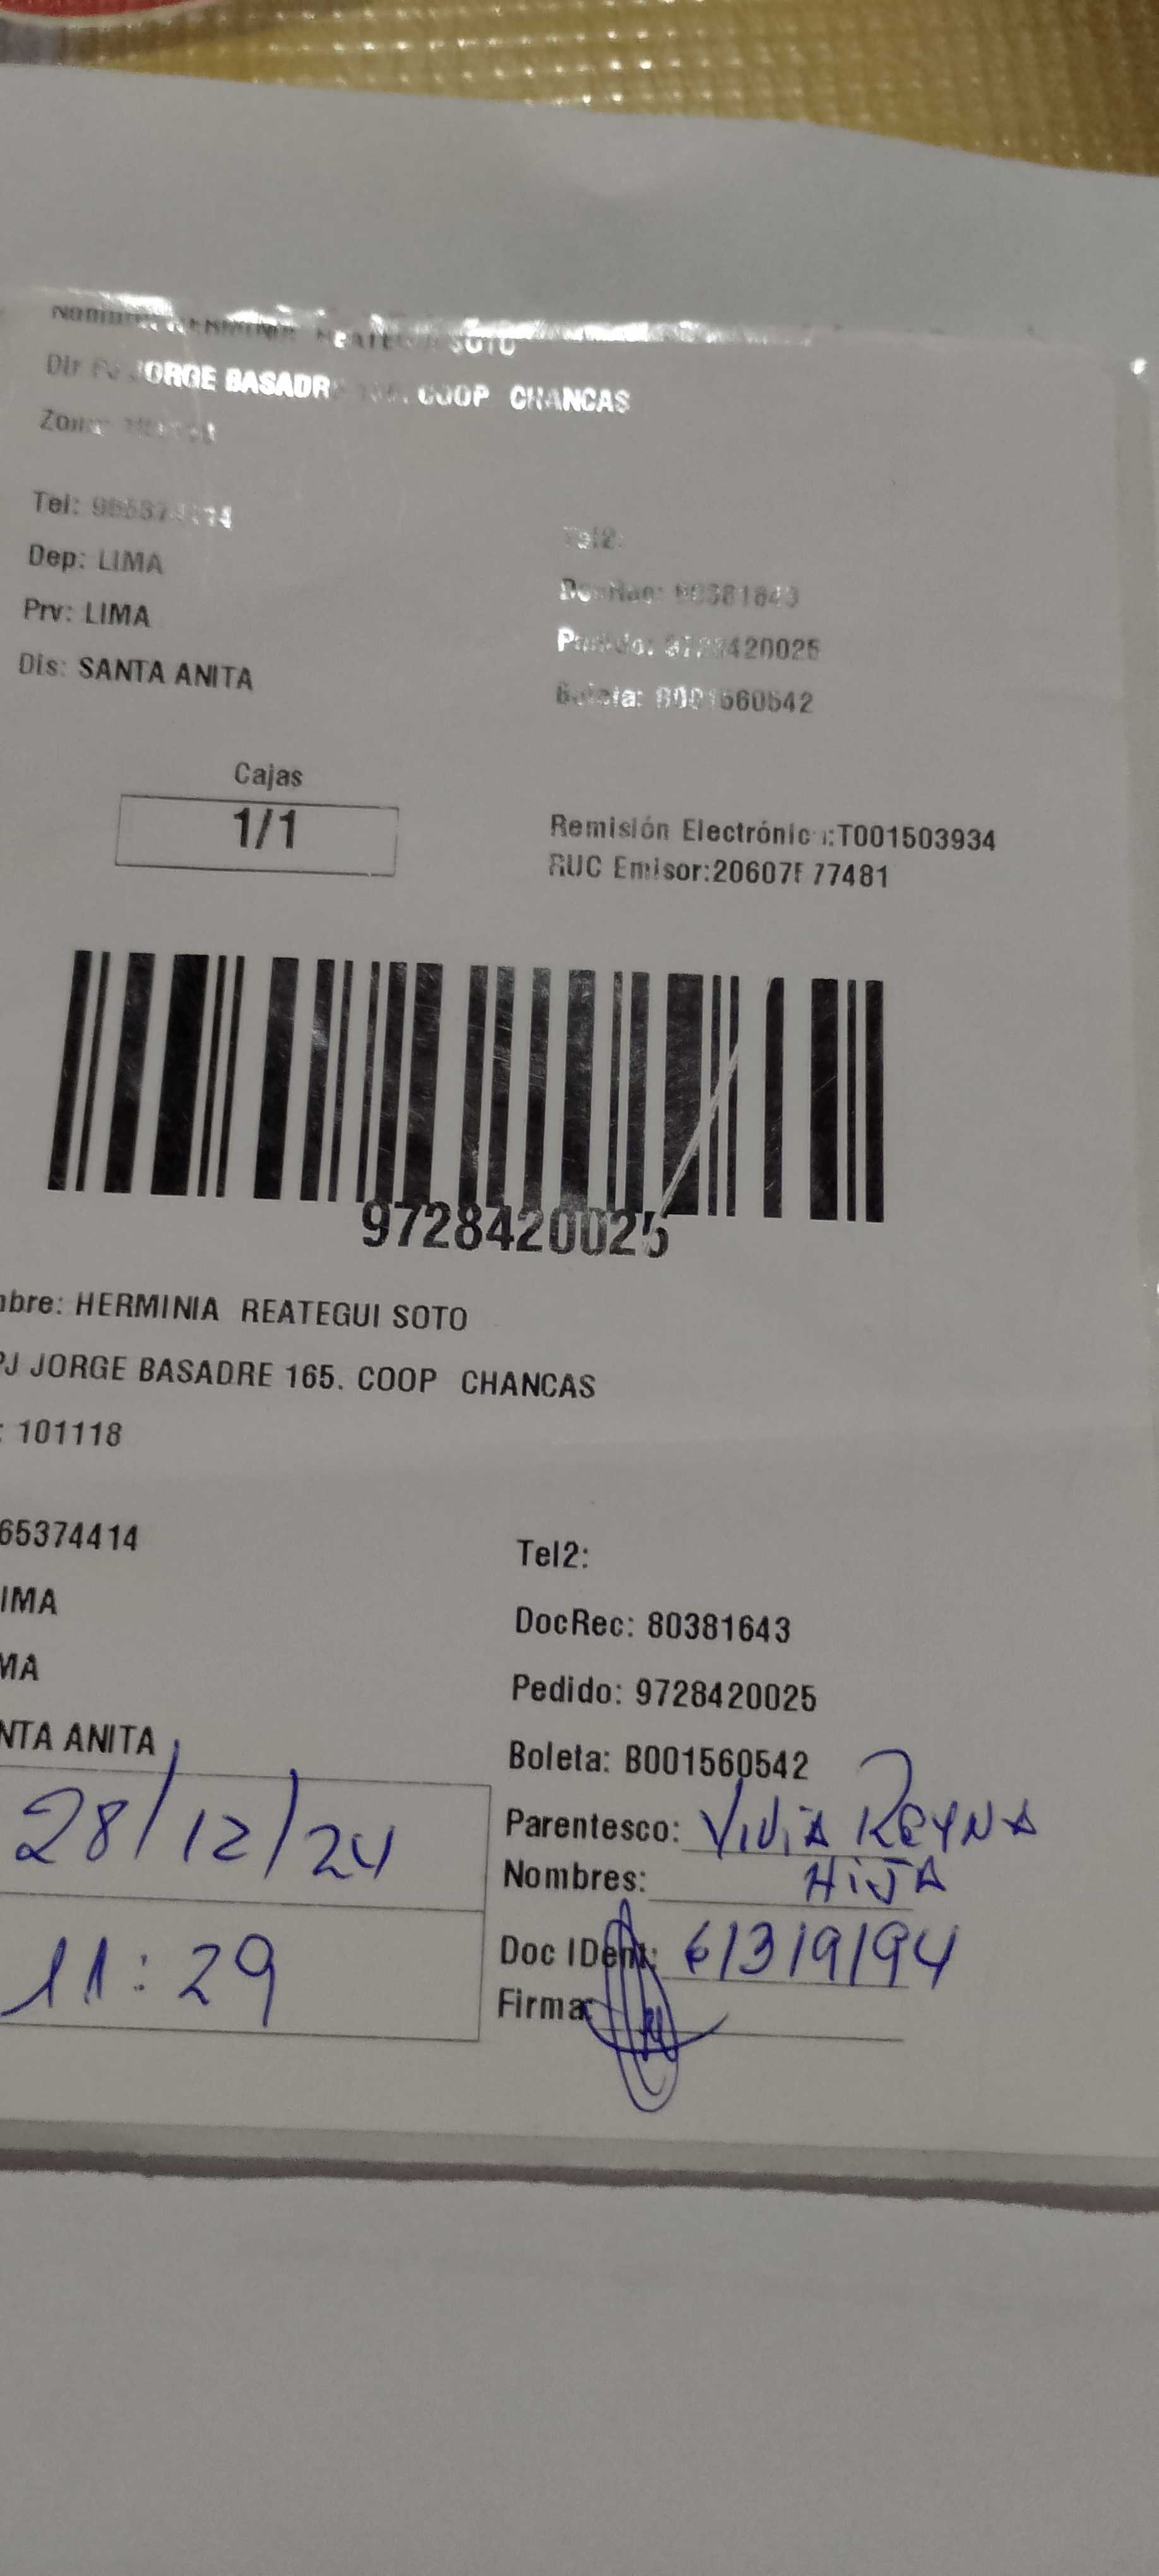 SOTO
JORGE BASADR COOP CHANCAS
Tel:
Dep: LIMA
Tel2:
Prv: LIMA
Dis: SANTA ANITA
Cajas
1/1
Remisión Electrónic :T001503934
RUC Emisor:20607 77481
9728420025
bre: HERMINIA REATEGUI SOTO
PJ JORGE BASADRE 165. COOP CHANCAS
: 101118
65374414
Tel2:
IMA
DocRec: 80381643
MA
Pedido: 9728420025
NTA ANITA
Boleta: B001560542
28/12/24
Parentesco: ViViA REYNA
Nombres: HiJA
11:29
Doc IDent: 61319194
Firma: